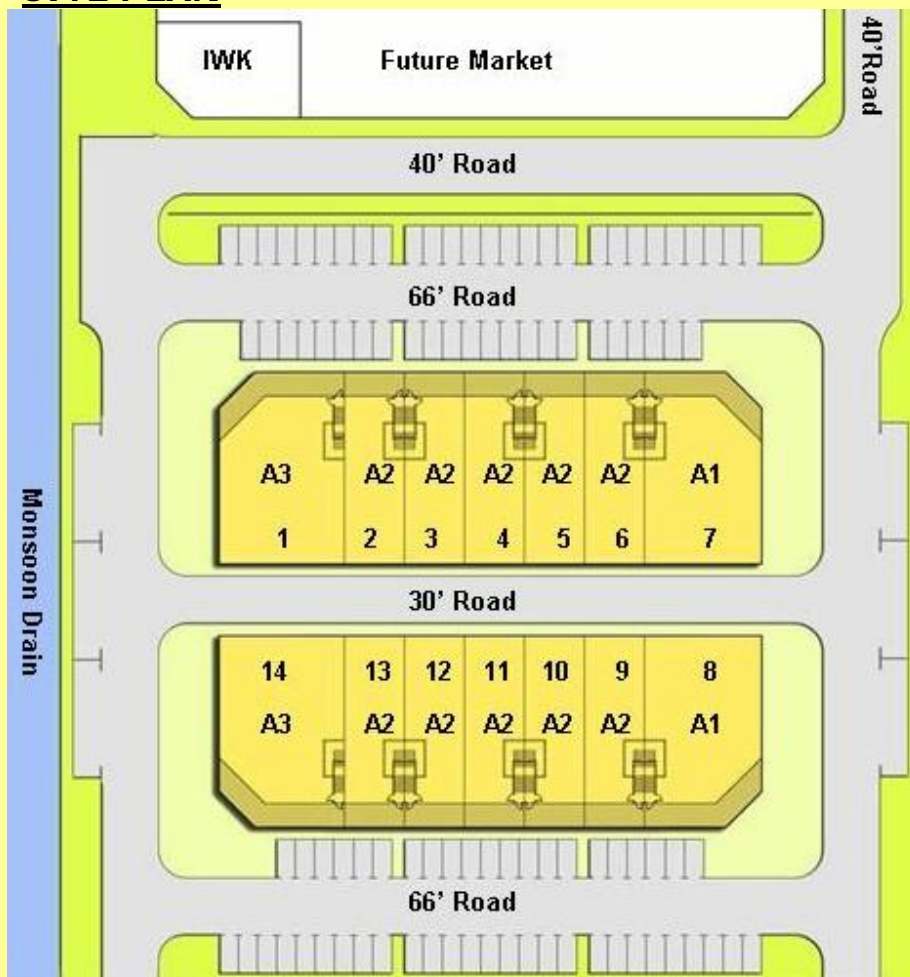 SITE PLAN
IWK
Future Market
40'Road
40' Road
66' Road
A3 A2 A2 A2 A2 A2 A1
1 2 3 4 5 6 7
Monsoon Drain
30' Road
14 13 12 11 10 9 8
A3 A2 A2 A2 A2 A2 A1
66' Road